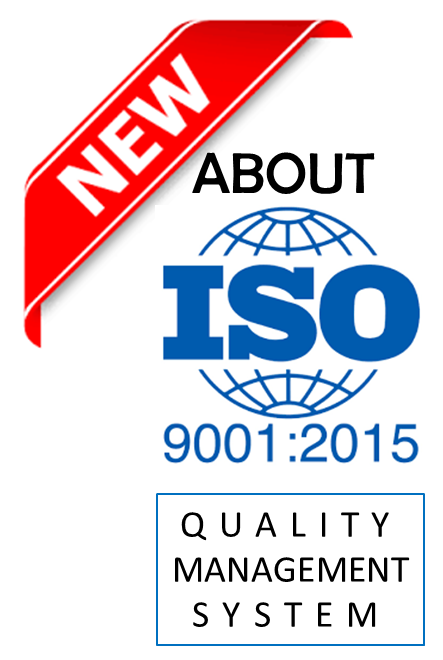 NEW
ABOUT
ISO
9001:2015
QUALITY
MANAGEMENT
SYSTEM